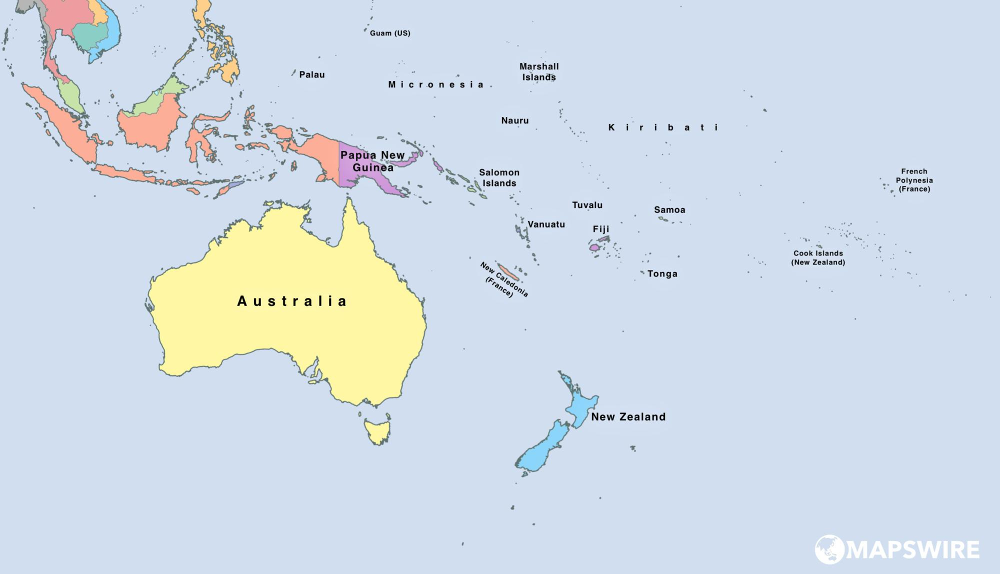 Guam (US)
Marshall
Islands
Palau
Micronesia
Nauru
Kiribati
Papua New
Guinea
Salomon
Islands
French
Polynesia
(France)
Tuvalu
Samoa
Vanuatu
Fiji
Cook Islands
(New Zealand)
New Caledonia
(France)
Tonga
Australia
New Zealand
MAPSWIRE